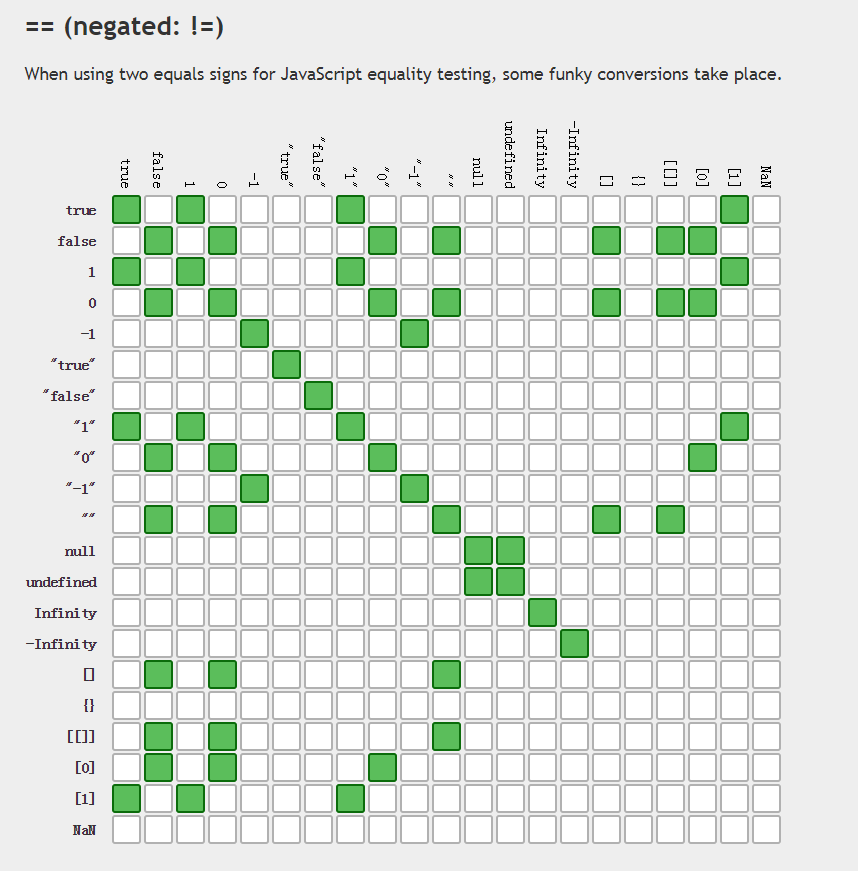 == (negated: !=)
When using two equals signs for JavaScript equality testing, some funky conversions take place.
true false 1 0 -1 "true" "false" "1" "0" "-1" "" null undefined Infinity -Infinity [] {} [[]] [0] [1] NaN
true
false
1
0
-1
"true"
"false"
"1"
"0"
"-1"
""
null
undefined
Infinity
-Infinity
[]
{}
[[]]
[0]
[1]
NaN